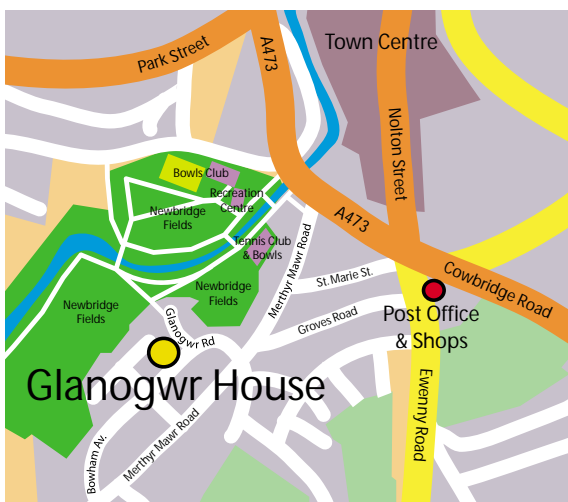 Park Street
A473
Town Centre
Nolton Street
Bowls Club
Recreation
Centre
Newbridge
Fields
A473
Tennis Club
& Bowls
Merthyr Mawr Road
St. Marie St.
Cowbridge Road
Newbridge
Fields
Newbridge
Fields
Glanogwr Rd
Groves Road
Post Office
& Shops
Glanogwr House
Ewenny Road
Bowham Av.
Merthyr Mawr Road